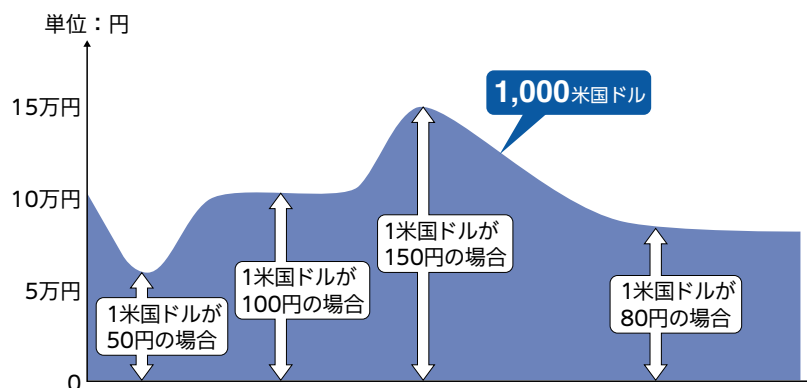 単位：円
15万円
10万円
5万円
0
1,000米国ドル
1米国ドルが
50円の場合
1米国ドルが
100円の場合
1米国ドルが
150円の場合
1米国ドルが
80円の場合